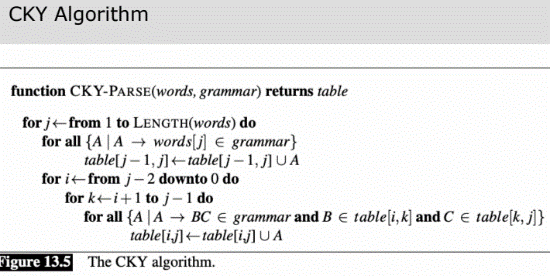 CKY Algorithm
function CKY-PARSE(words, grammar) returns table
for j←from 1 to LENGTH(words) do
for all {A | A → words[j] ∈ grammar}
table[j − 1, j] ← table[j − 1, j] ∪ A
for i←from j − 2 downto 0 do
for k←i + 1 to j − 1 do
for all {A | A → BC ∈ grammar and B ∈ table[i,k] and C ∈ table[k, j]}
table[i,j] ← table[i,j] ∪ A
Figure 13.5 The CKY algorithm.